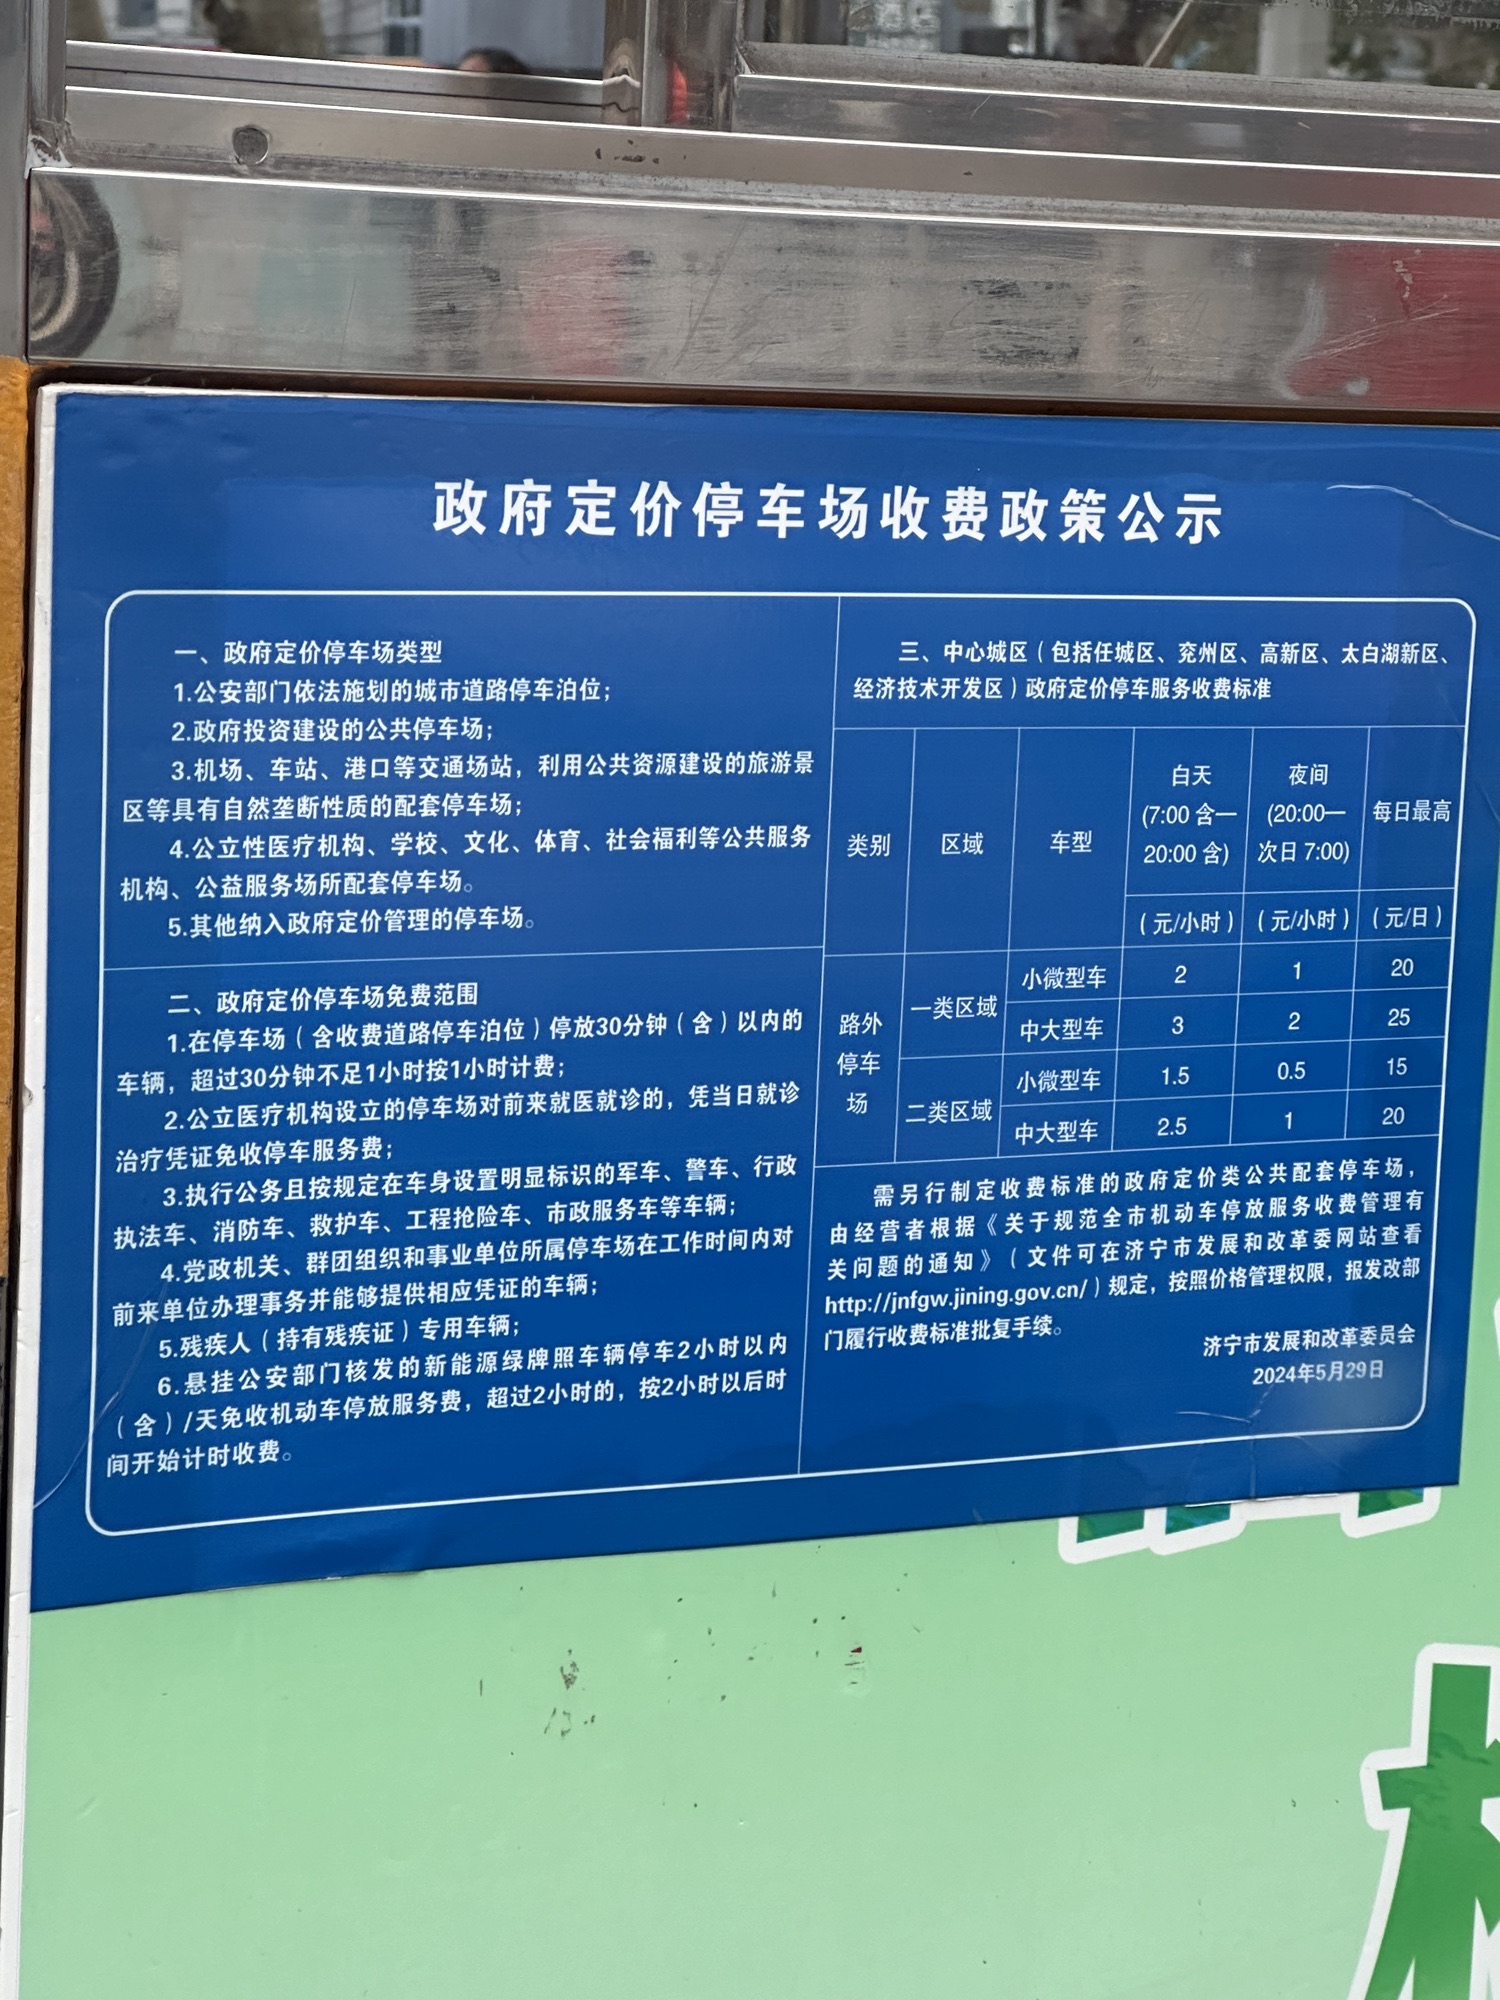 政府定价停车场收费政策公示
一、政府定价停车场类型
1.公安部门依法施划的城市道路停车泊位；
2.政府投资建设的公共停车场；
3.机场、车站、港口等交通场站，利用公共资源建设的旅游景
区等具有自然垄断性质的配套停车场；
4.公立性医疗机构、学校、文化、体育、社会福利等公共服务
机构、公益服务场所配套停车场。
5.其他纳入政府定价管理的停车场。
二、政府定价停车场免费范围
1.在停车场（含收费道路停车泊位）停放30分钟（含）以内的
车辆，超过30分钟不足1小时按1小时计费；
2.公立医疗机构设立的停车场对前来就医就诊的，凭当日就诊
治疗凭证免收停车服务费；
3.执行公务且按规定在车身设置明显标识的军车、警车、行政
执法车、消防车、救护车、工程抢险车、市政服务车等车辆；
4.党政机关、群团组织和事业单位所属停车场在工作时间内对
前来单位办理事务并能够提供相应凭证的车辆；
5.残疾人（持有残疾证）专用车辆；
6.悬挂公安部门核发的新能源绿牌照车辆停车2小时以内
（含）/天免收机动车停放服务费，超过2小时的，按2小时以后时
间开始计时收费。
三、中心城区（包括任城区、兖州区、高新区、太白湖新区、
经济技术开发区）政府定价停车服务收费标准
类别 区域 车型 白天 (7:00 含—20:00 含) 夜间 (20:00—次日 7:00) 每日最高
（元/小时） （元/小时） （元/日）
路外停车场 一类区域 小微型车 2 1 20
中大型车 3 2 25
二类区域 小微型车 1.5 0.5 15
中大型车 2.5 1 20
需另行制定收费标准的政府定价类公共配套停车场，
由经营者根据《关于规范全市机动车停放服务收费管理有
关问题的通知》（文件可在济宁市发展和改革委网站查看
http://jnfgw.jining.gov.cn/）规定，按照价格管理权限，报发改部
门履行收费标准批复手续。
济宁市发展和改革委员会
2024年5月29日